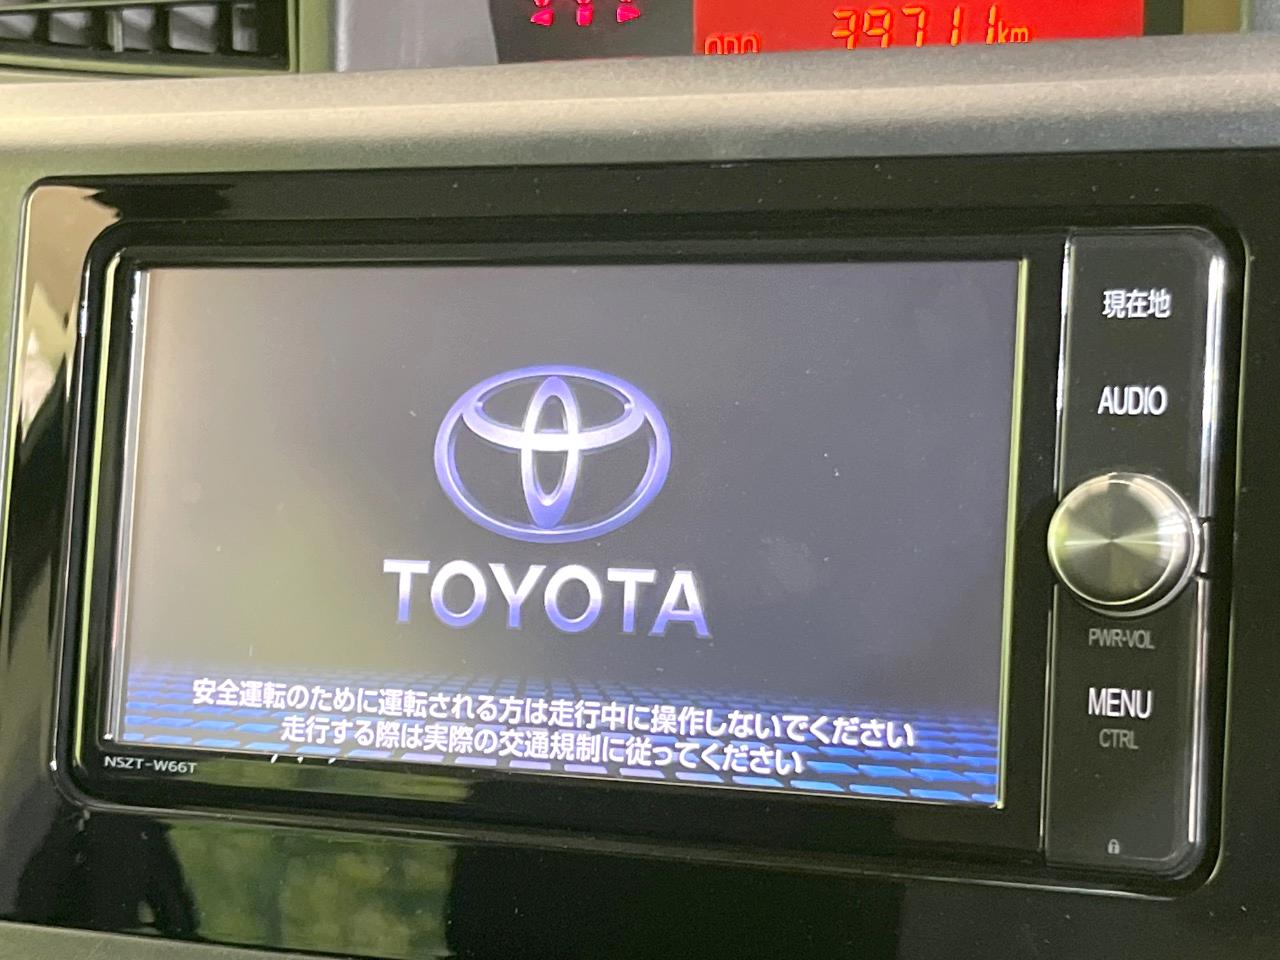 ODO 39711km
現在地
AUDIO
TOYOTA
PWR·VOL
MENU
CTRL
安全運転のために運転される方は走行中に操作しないでください
走行する際は実際の交通規制に従ってください
NSZT-W66T